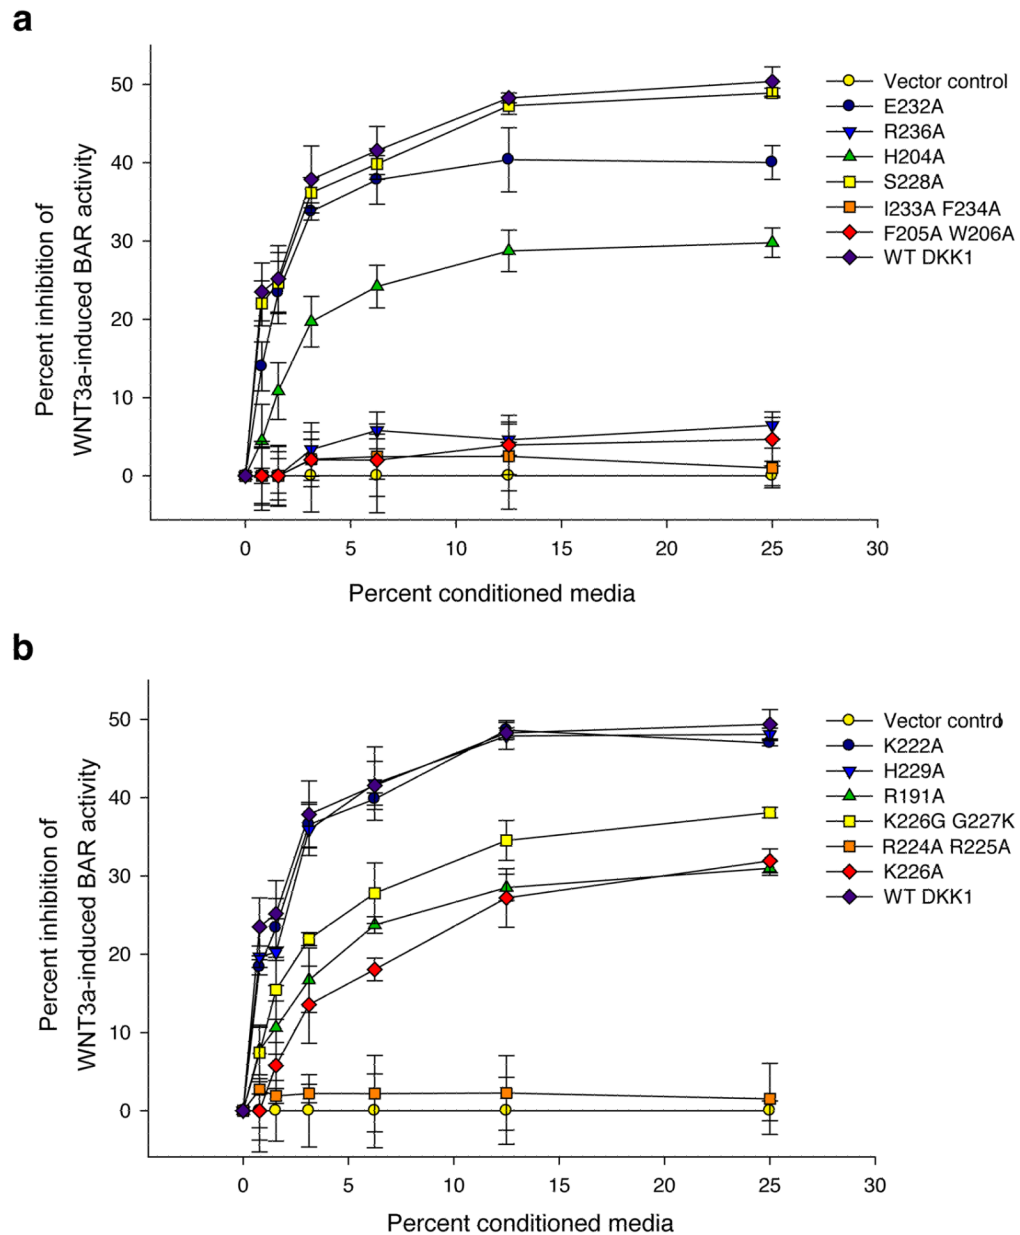 a
Percent inhibition of
WNT3a-induced BAR activity
50
40
30
20
10
0
0 5 10 15 20 25 30
Percent conditioned media
Vector control
E232A
R236A
H204A
S228A
I233A F234A
F205A W206A
WT DKK1
b
Percent inhibition of
WNT3a-induced BAR activity
50
40
30
20
10
0
0 5 10 15 20 25 30
Percent conditioned media
Vector control
K222A
H229A
R191A
K226G G227K
R224A R225A
K226A
WT DKK1